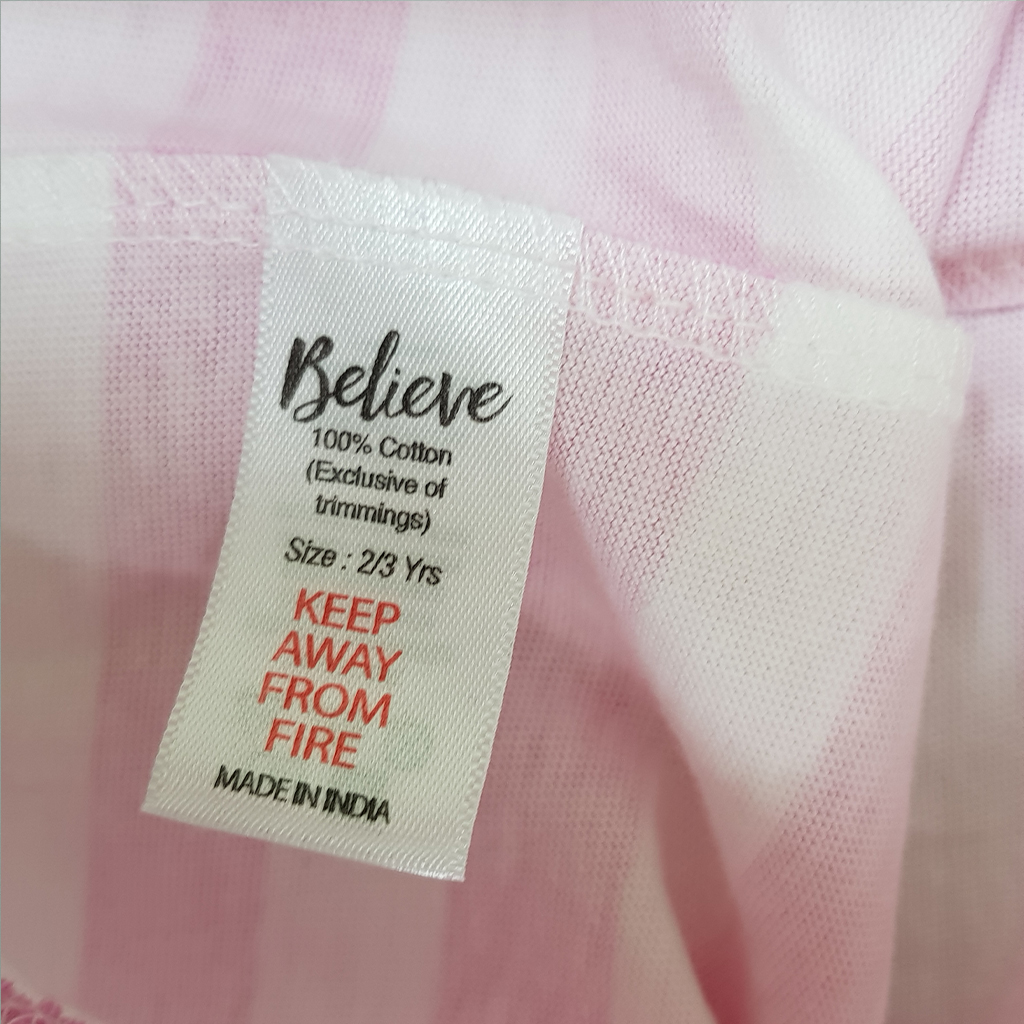 Believe
100% Cotton
(Exclusive of
trimmings)
Size : 2/3 Yrs
KEEP
AWAY
FROM
FIRE
MADE IN INDIA